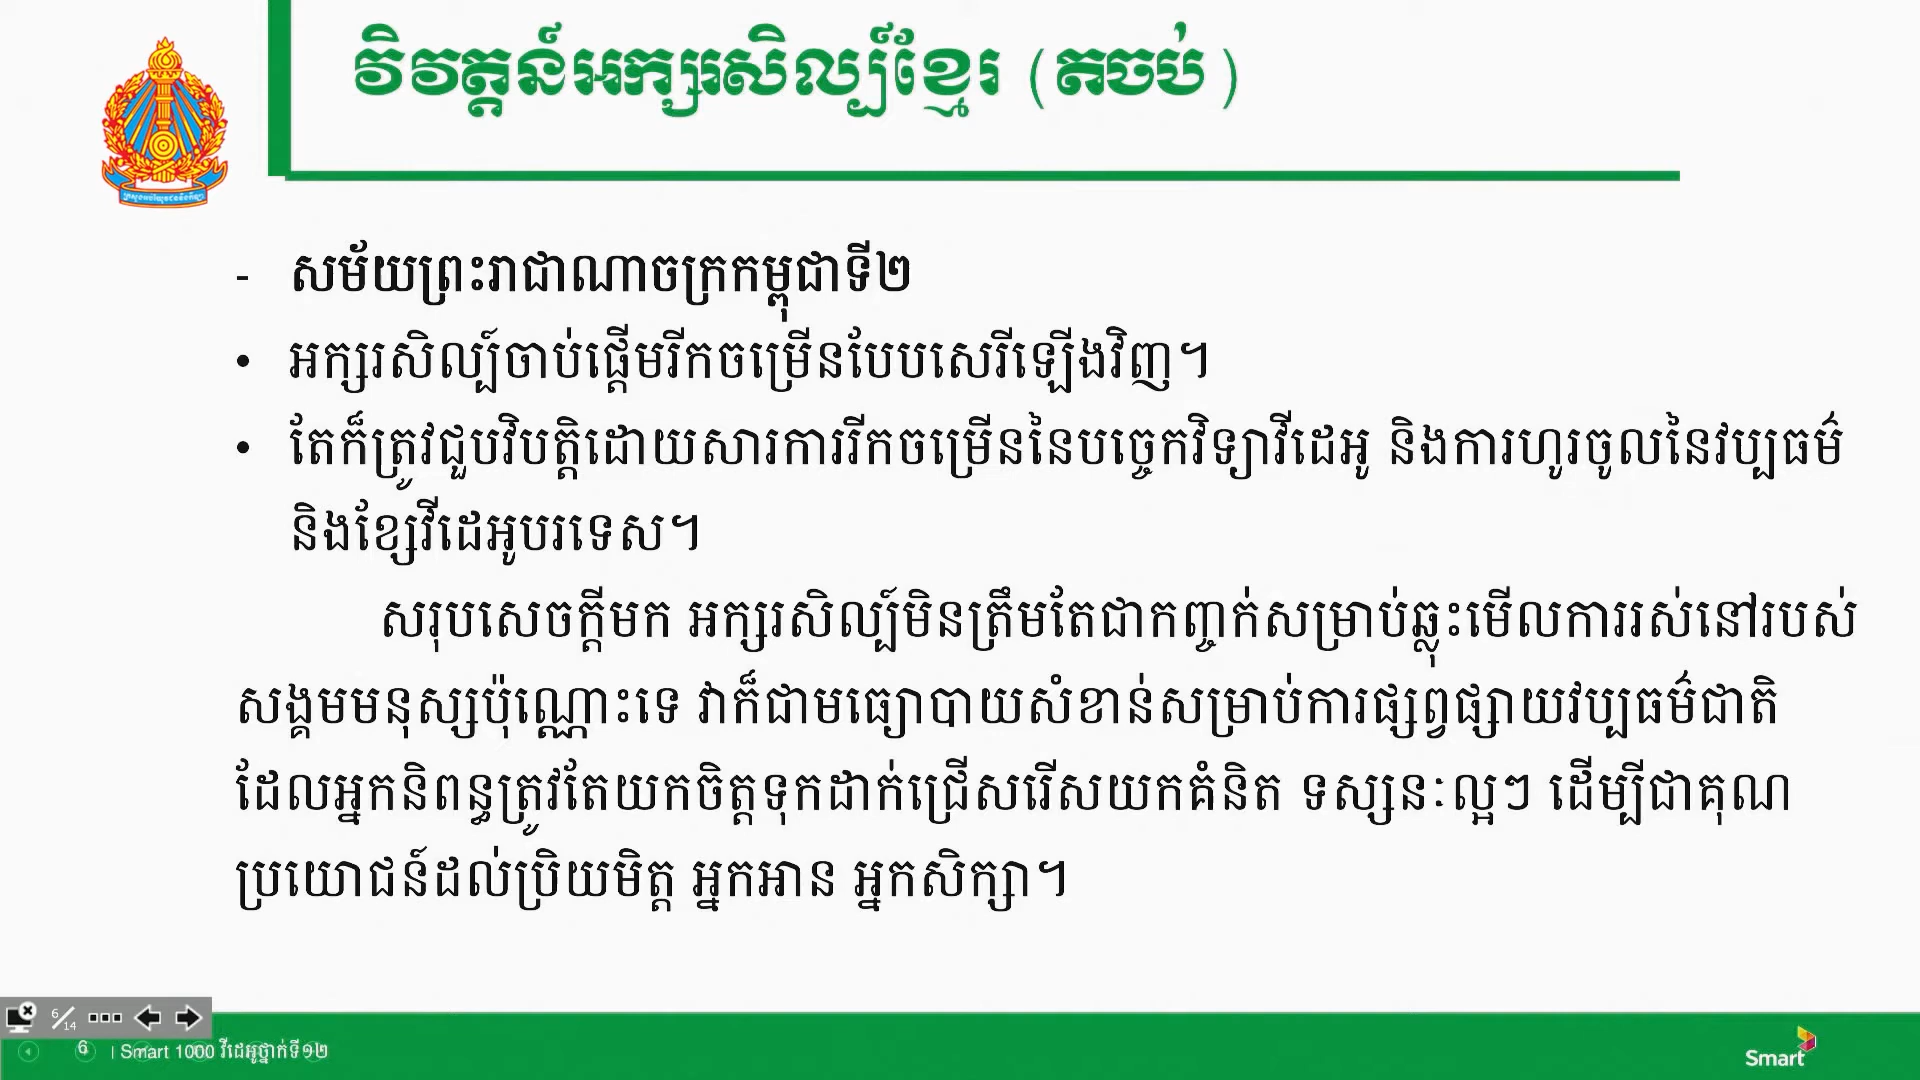 វិវត្តន៍អក្សរសិល្ប៍ខ្មែរ (តចប់)
- សម័យព្រះរាជាណាចក្រកម្ពុជាទី២
• អក្សរសិល្ប៍ចាប់ផ្តើមរីកចម្រើនបែបសេរីឡើងវិញ។
• តែក៏ត្រូវជួបវិបត្តិដោយសារការរីកចម្រើននៃបច្ចេកវិទ្យាវីដេអូ និងការហូរចូលនៃវប្បធម៌
និងខ្សែវីដេអូបរទេស។
សរុបសេចក្តីមក អក្សរសិល្ប៍មិនត្រឹមតែជាកញ្ចក់សម្រាប់ឆ្លុះមើលការរស់នៅរបស់
សង្គមមនុស្សប៉ុណ្ណោះទេ វាក៏ជាមធ្យោបាយសំខាន់សម្រាប់ការផ្សព្វផ្សាយវប្បធម៌ជាតិ
ដែលអ្នកនិពន្ធត្រូវតែយកចិត្តទុកដាក់ជ្រើសរើសយកគំនិត ទស្សនៈល្អៗ ដើម្បីជាគុណ
ប្រយោជន៍ដល់ប្រិយមិត្ត អ្នកអាន អ្នកសិក្សា។
6/14
6 | Smart 1000 វីដេអូថ្នាក់ទី១២
Smart